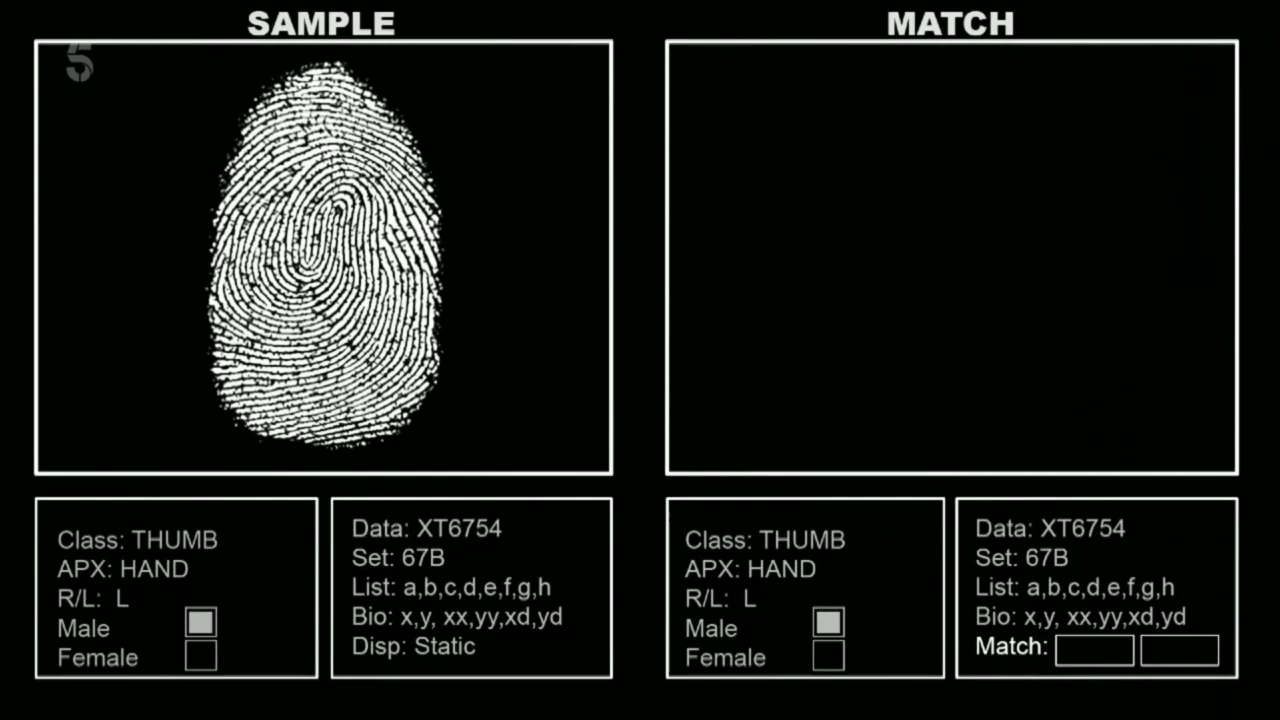 SAMPLE
MATCH
5
Class: THUMB
APX: HAND
R/L: L
Male
Female
Data: XT6754
Set: 67B
List: a,b,c,d,e,f,g,h
Bio: x,y, xx,yy,xd,yd
Disp: Static
Class: THUMB
APX: HAND
R/L: L
Male
Female
Data: XT6754
Set: 67B
List: a,b,c,d,e,f,g,h
Bio: x,y, xx,yy,xd,yd
Match: